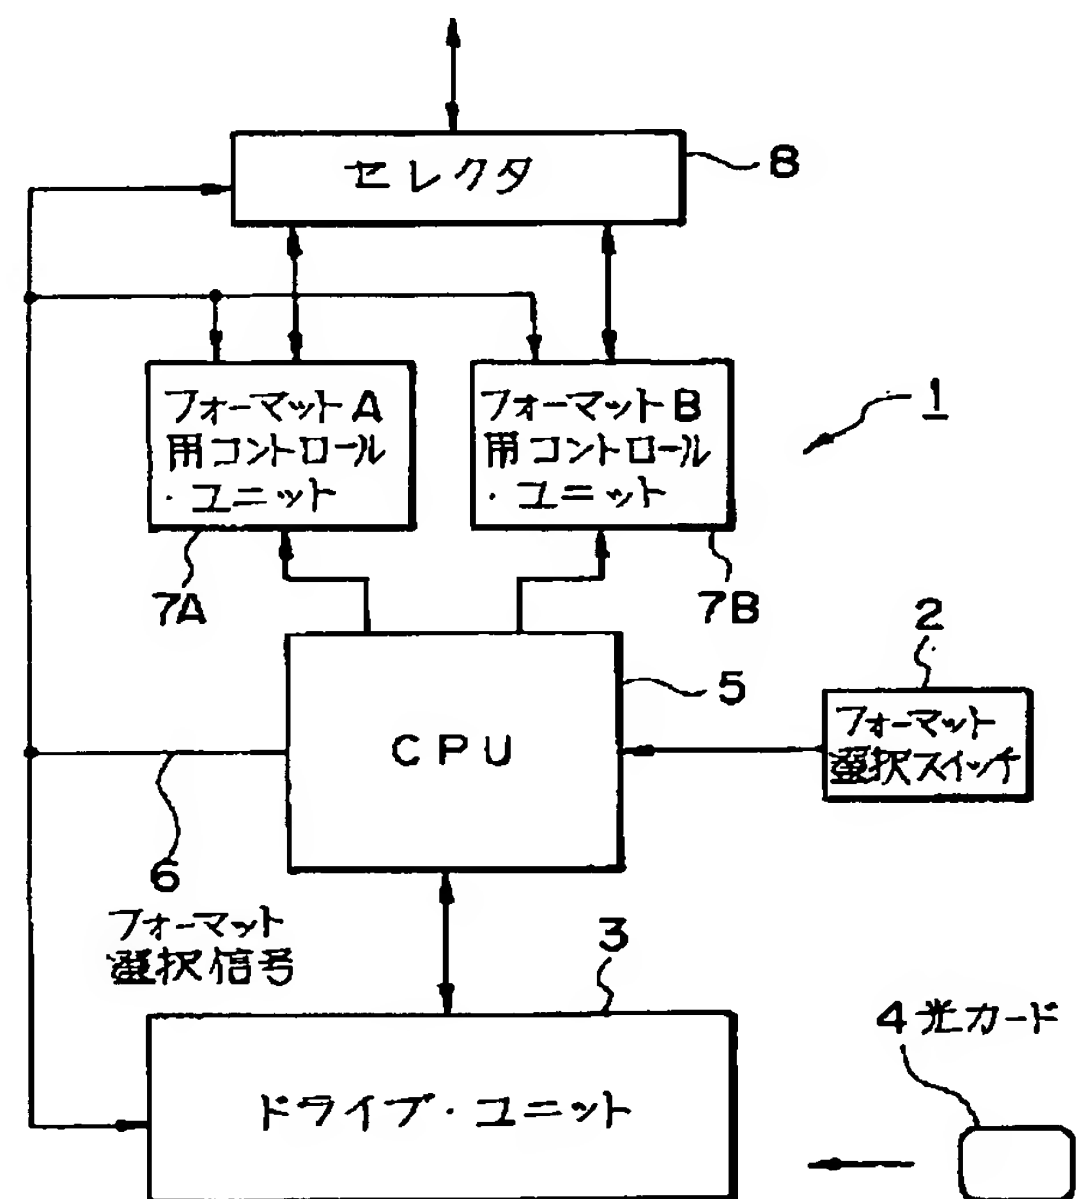 セレクタ
8
フォーマットA
用コントロール
・ユニット
フォーマットB
用コントロール
・ユニット
1
7A
7B
2
5
フォーマット
選択スイッチ
CPU
6
フォーマット
選択信号
3
4光カード
ドライブ・ユニット